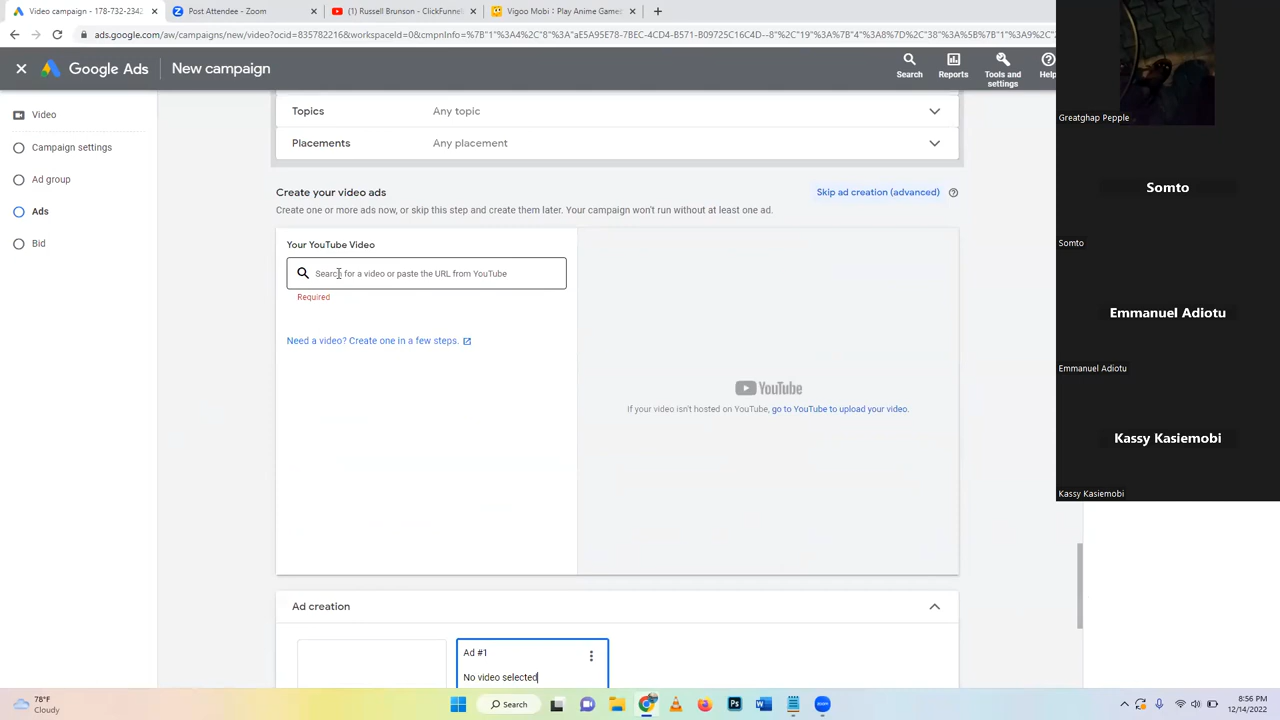 Video campaign - 178-732-2342
Post Attendee - Zoom
(1) Russell Brunson - ClickFunnel
Vigoo Mobi : Play Anime Games
ads.google.com/aw/campaigns/new/video?ocid=835782216&workspaceId=0&cmpnInfo=%7B"1"%3A4%2C"8"%3A"aE5A95E78-7BEC-4CD4-B571-B09725C16C4D--8"%2C"19"%3A%7B"4"%3A8%7D%2C"38"%3A%5B%7B"1"%3A9%2C"
Google Ads
New campaign
Search
Reports
Tools and settings
Help
Video
Campaign settings
Ad group
Ads
Bid
Topics
Any topic
Placements
Any placement
Create your video ads
Skip ad creation (advanced)
Create one or more ads now, or skip this step and create them later. Your campaign won't run without at least one ad.
Your YouTube Video
Search for a video or paste the URL from YouTube
Required
Need a video? Create one in a few steps.
YouTube
If your video isn't hosted on YouTube, go to YouTube to upload your video.
Ad creation
Ad #1
No video selected
Greatghap Pepple
Somto
Somto
Emmanuel Adiotu
Emmanuel Adiotu
Kassy Kasiemobi
Kassy Kasiemobi
78°F
Cloudy
Search
8:56 PM
12/14/2022